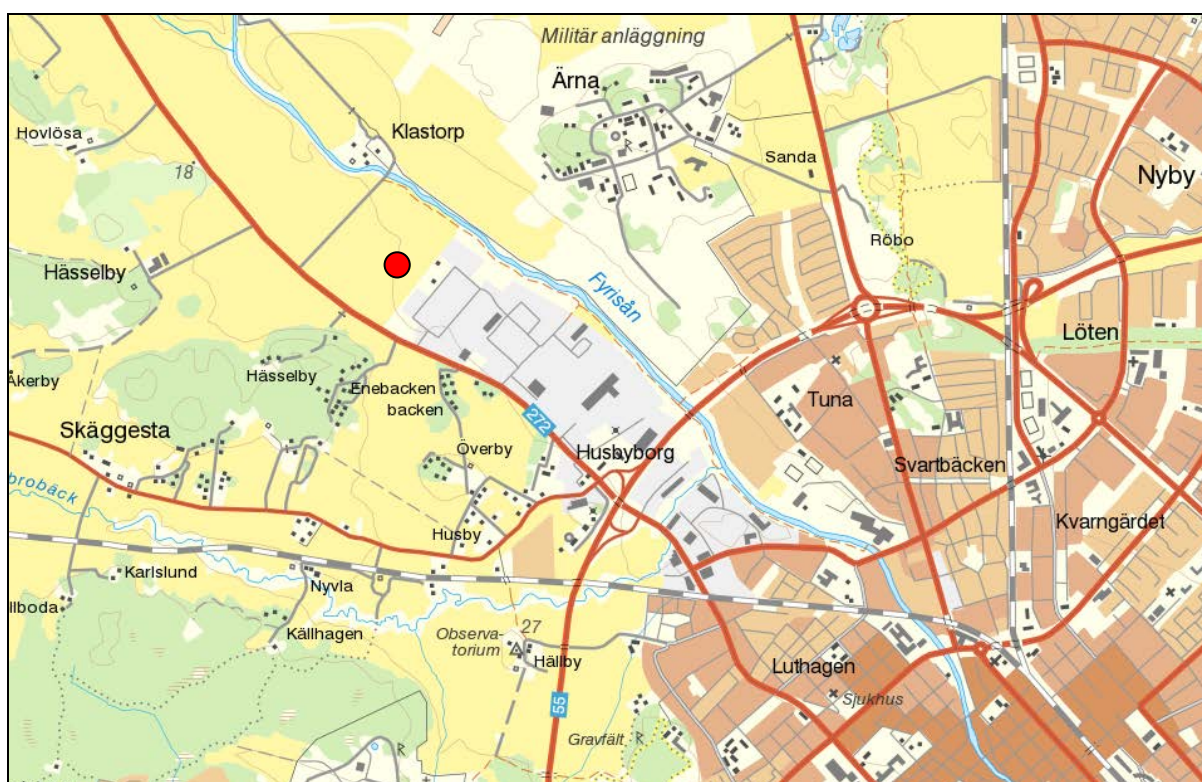 Militär anläggning
Ärna
Hovlösa
Klastorp
18
Sanda
Nyby
Röbo
Hässelby
Fyrisån
Löten
Hässelby
Åkerby
Enebacken
backen
Tuna
272
Skäggesta
Överby
Husbyborg
Svartbäcken
brobäck
Husby
Kvarngärdet
Karlslund
Nyvla
llboda
Källhagen
27
Observa-
torium
Hällby
Luthagen
Sjukhus
55
Gravfält
R
R
R